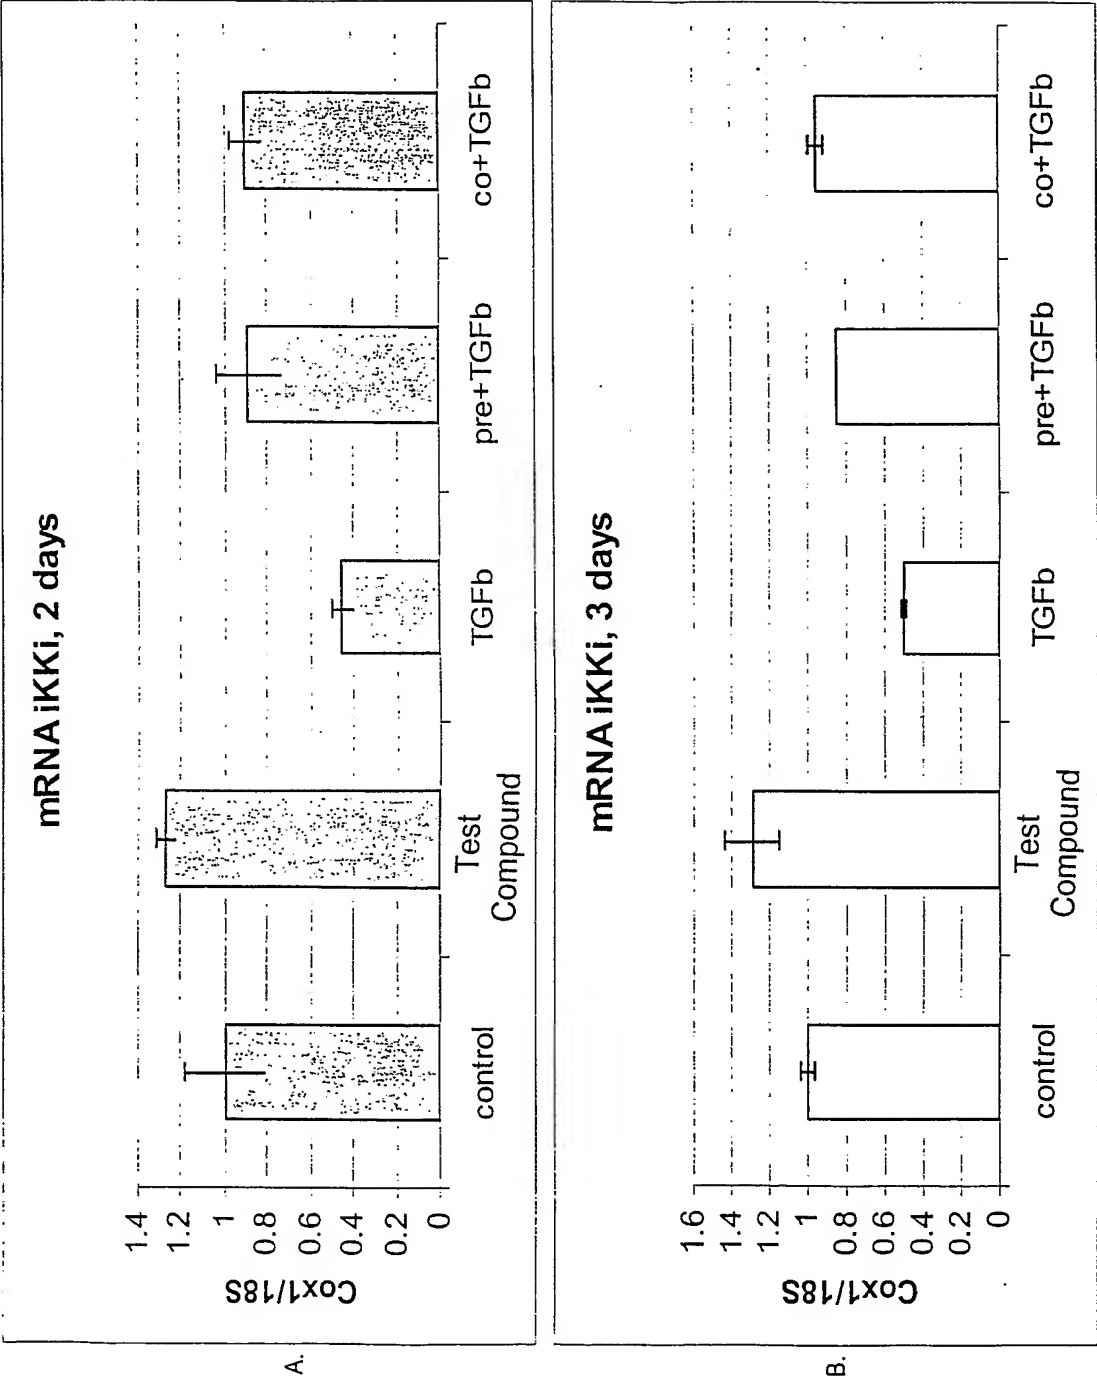 A.
mRNA iKKi, 2 days
Cox1/18S
1.4
1.2
1
0.8
0.6
0.4
0.2
0
control
Test
Compound
TGFb
pre+TGFb
co+TGFb
B.
mRNA iKKi, 3 days
Cox1/18S
1.6
1.4
1.2
1
0.8
0.6
0.4
0.2
0
control
Test
Compound
TGFb
pre+TGFb
co+TGFb